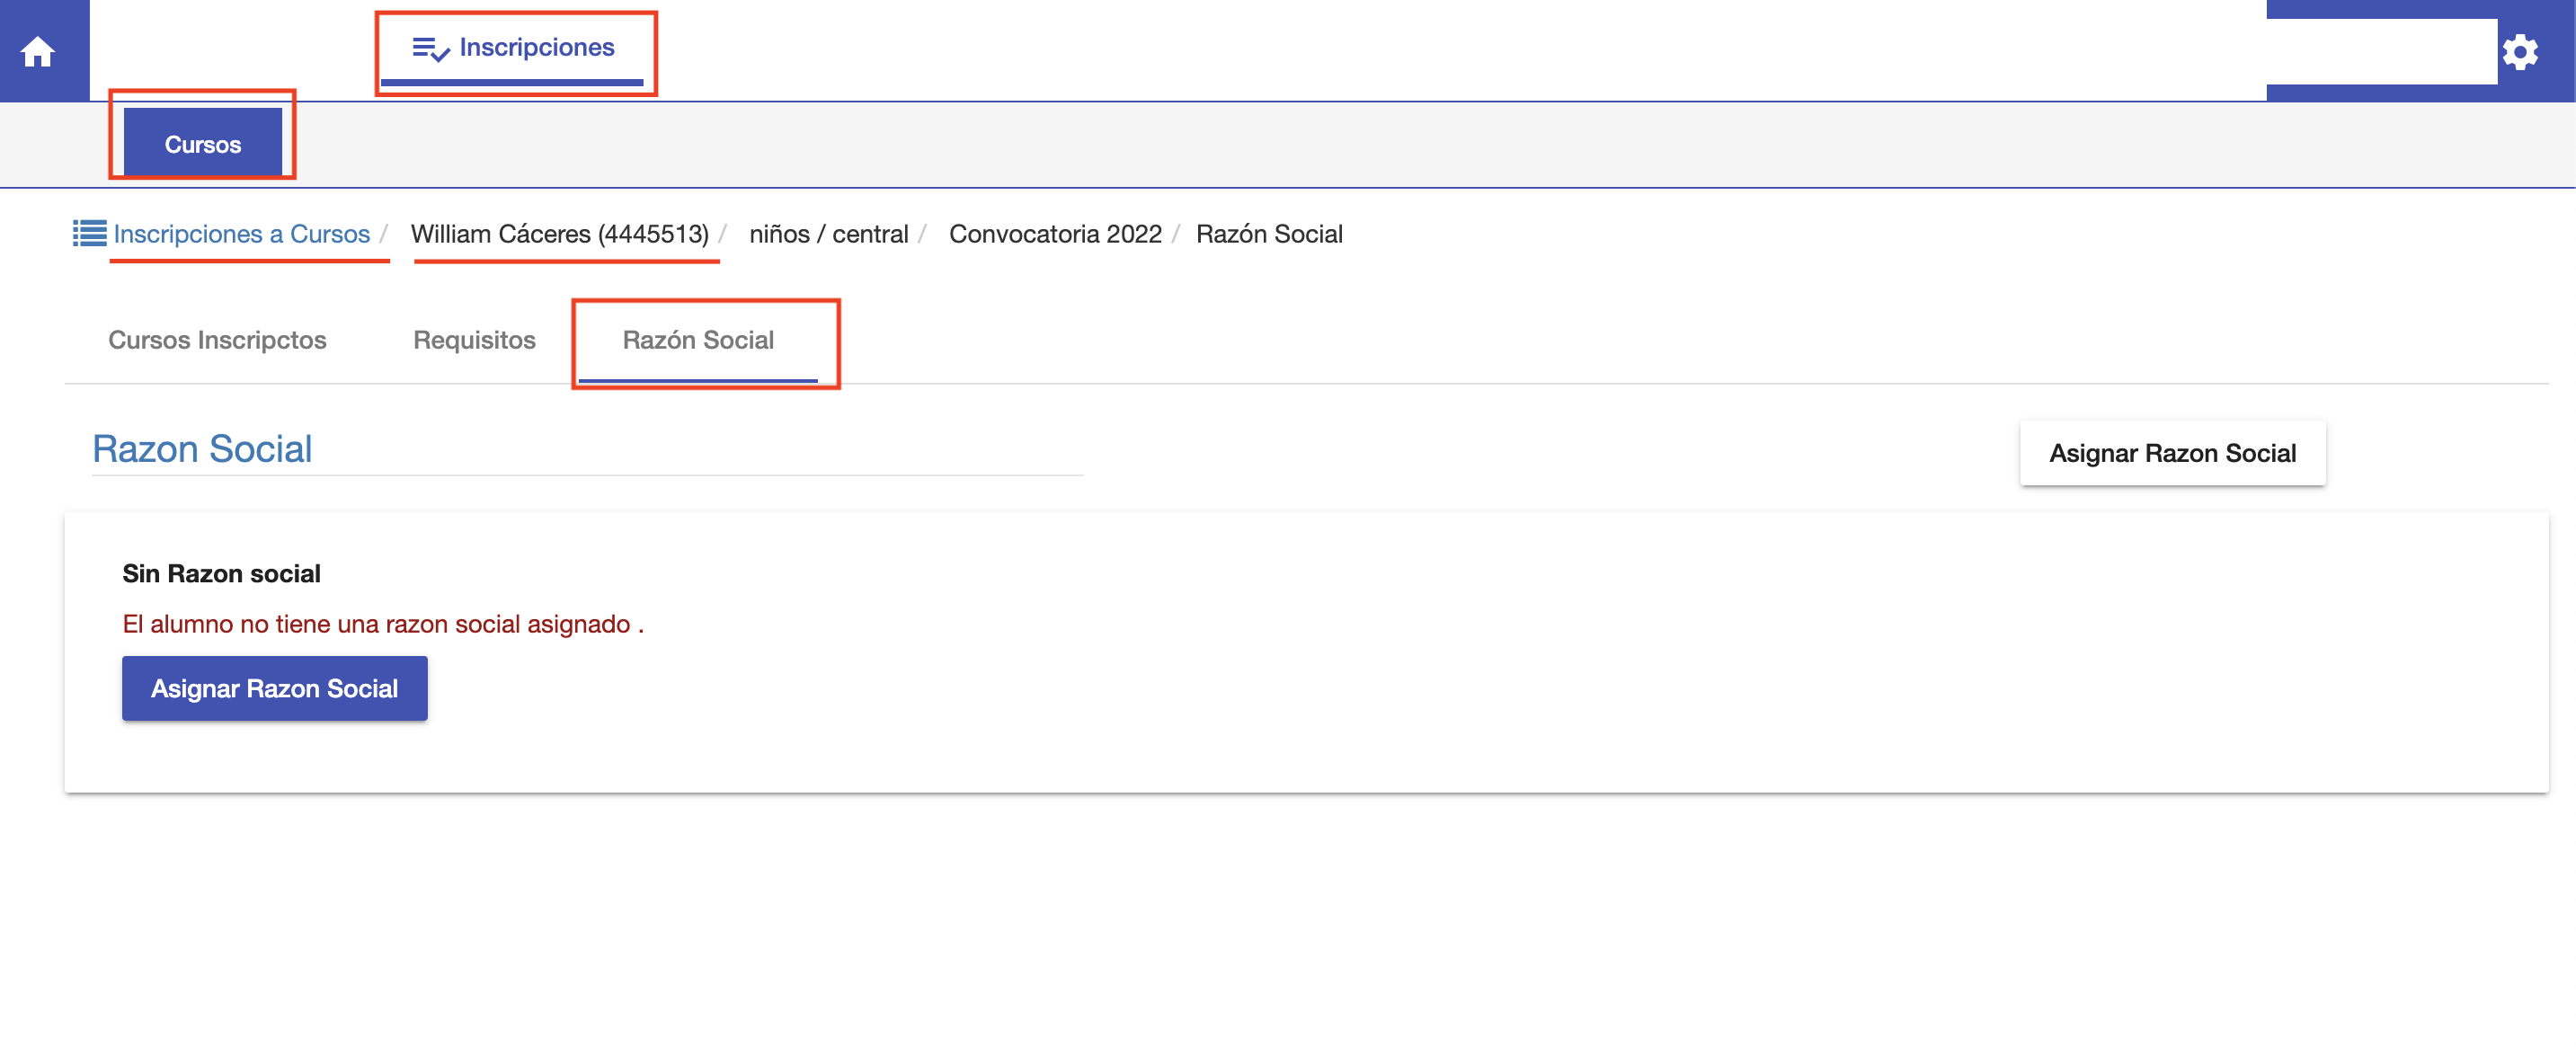 Inscripciones
Cursos
Inscripciones a Cursos / William Cáceres (4445513) / niños / central / Convocatoria 2022 / Razón Social
Cursos Inscripctos Requisitos Razón Social
Razon Social Asignar Razon Social
Sin Razon social
El alumno no tiene una razon social asignado .
Asignar Razon Social